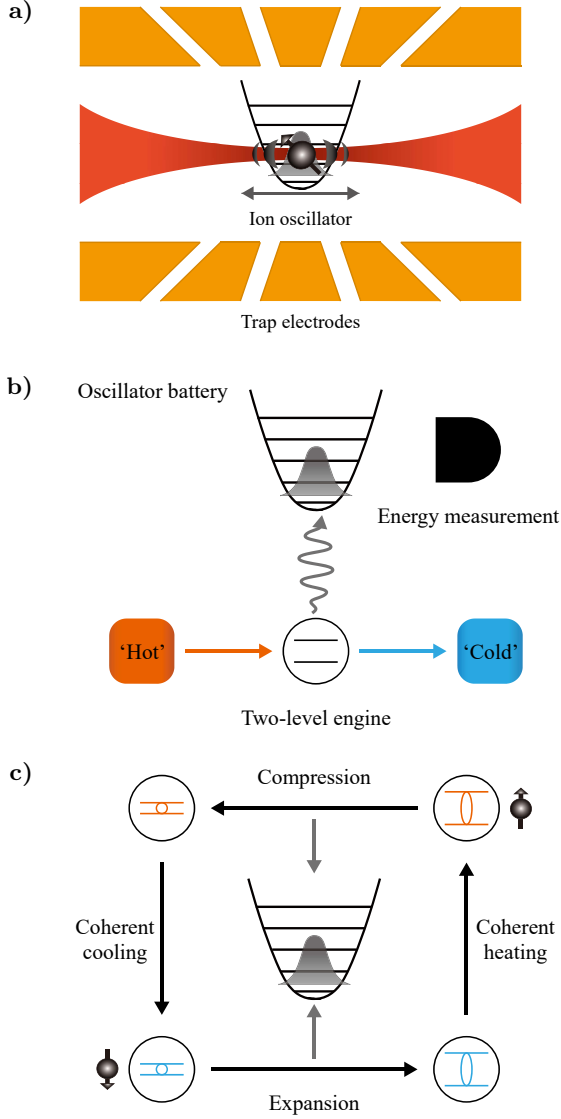 a)
Ion oscillator
Trap electrodes
b)
Oscillator battery
Energy measurement
‘Hot’
‘Cold’
Two-level engine
c)
Compression
Coherent
cooling
Coherent
heating
Expansion